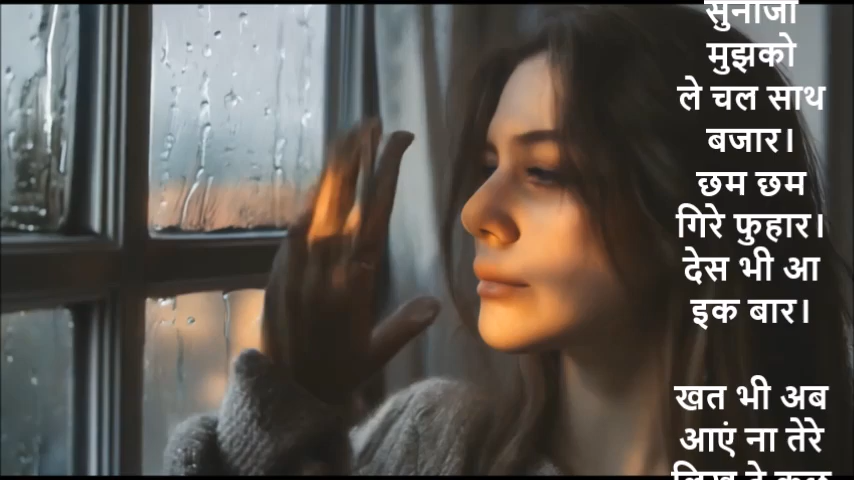 सुनाजा
मुझको
ले चल साथ
बजार।
छम छम
गिरे फुहार।
देस भी आ
इक बार।
खत भी अब
आएं ना तेरे